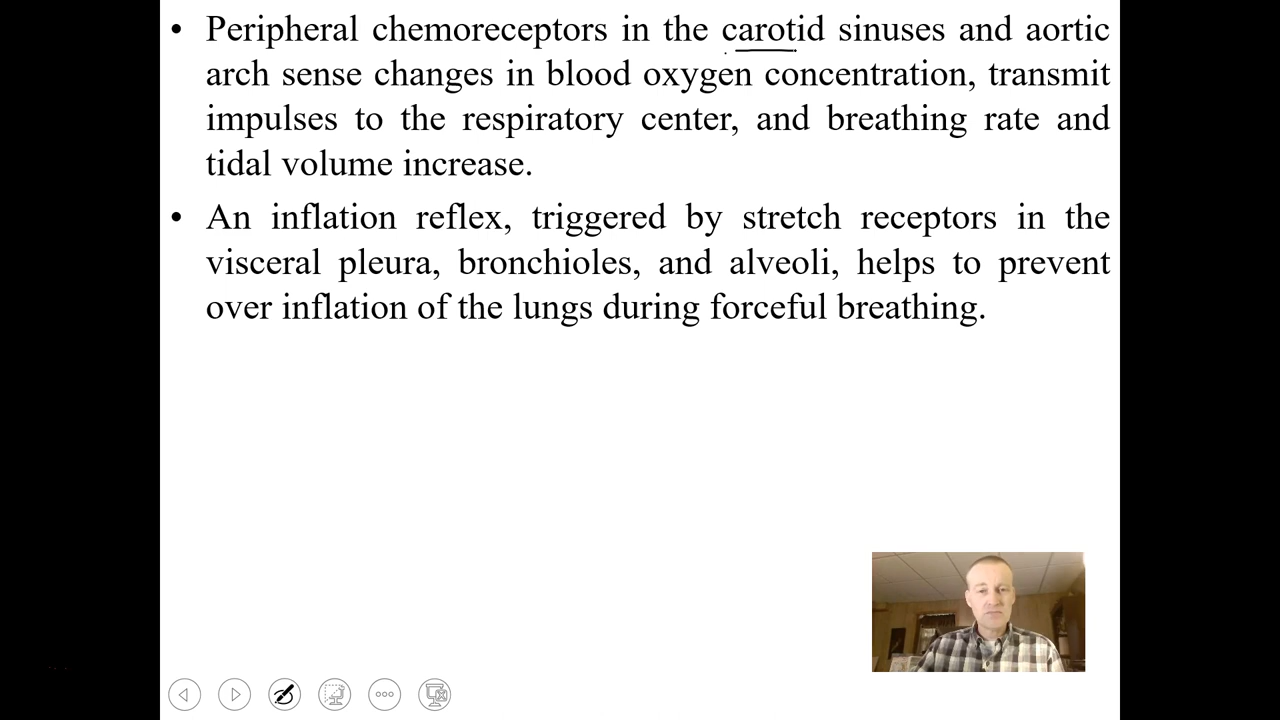 • Peripheral chemoreceptors in the carotid sinuses and aortic
arch sense changes in blood oxygen concentration, transmit
impulses to the respiratory center, and breathing rate and
tidal volume increase.
• An inflation reflex, triggered by stretch receptors in the
visceral pleura, bronchioles, and alveoli, helps to prevent
over inflation of the lungs during forceful breathing.